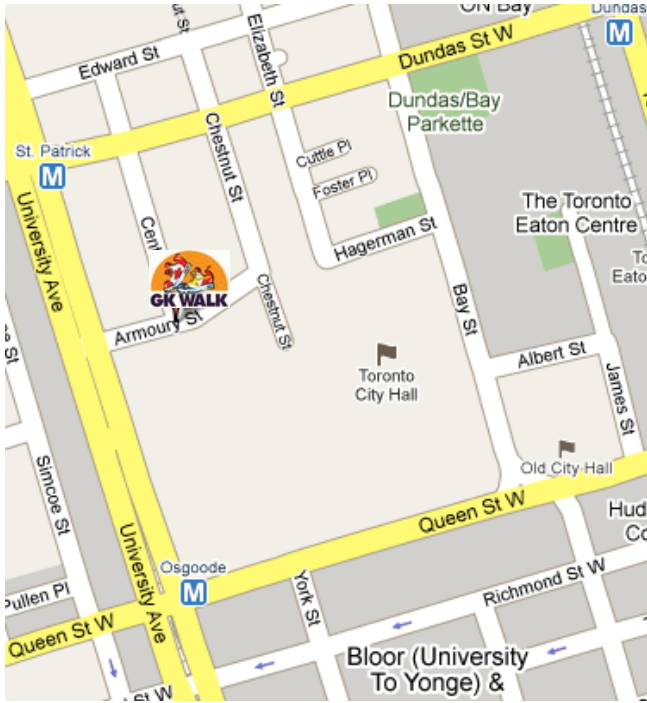 ON Bay
Dundas
M
Edward St
Elizabeth St
Dundas St W
Chestnut St
Dundas/Bay
Parkette
St. Patrick
M
Cuttle Pl
Foster Pl
University Ave
The Toronto
Eaton Centre
Hagerman St
GK WALK
Armoury St
Chestnut St
Bay St
Albert St
James St
Toronto
City Hall
Old City Hall
Simcoe St
Queen St W
University Ave
Osgoode
M
York St
Richmond St W
Pullen Pl
Queen St W
Bloor (University
To Yonge) &